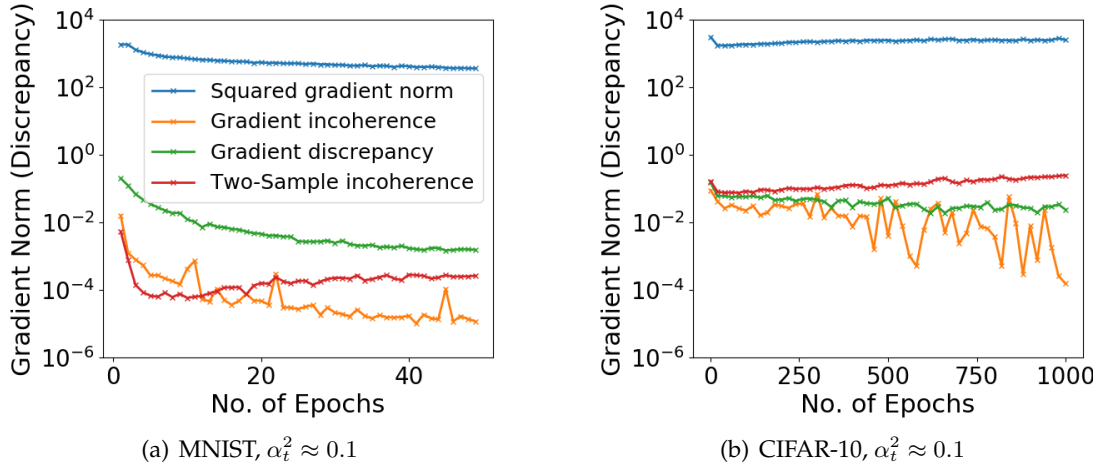 Gradient Norm (Discrepancy)
10^4
10^2
10^0
10^-2
10^-4
10^-6
Squared gradient norm
Gradient incoherence
Gradient discrepancy
Two-Sample incoherence
0 20 40
No. of Epochs
(a) MNIST, α_t^2 ≈ 0.1
Gradient Norm (Discrepancy)
10^4
10^2
10^0
10^-2
10^-4
10^-6
0 250 500 750 1000
No. of Epochs
(b) CIFAR-10, α_t^2 ≈ 0.1